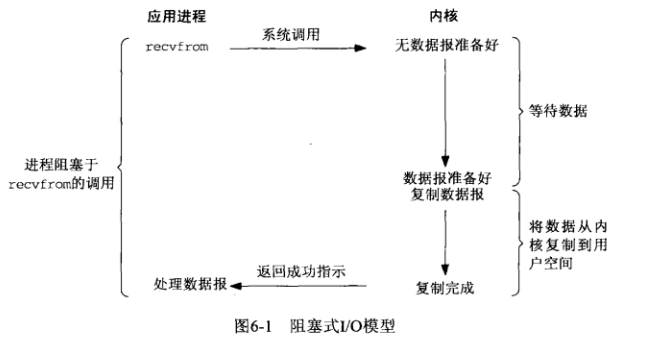 应用进程
内核
recvfrom
系统调用
无数据报准备好
等待数据
进程阻塞于
recvfrom的调用
数据报准备好
复制数据报
将数据从内
核复制到用
户空间
处理数据报
返回成功指示
复制完成
图6-1 阻塞式I/O模型